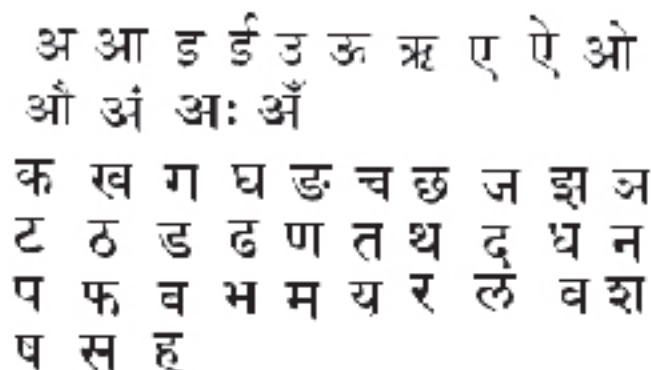 अ आ इ ई उ ऊ ऋ ए ऐ ओ
औ अं अः अँ
क ख ग घ ङ च छ ज झ ञ
ट ठ ड ढ ण त थ द ध न
प फ ब भ म य र ल व श
ष स ह